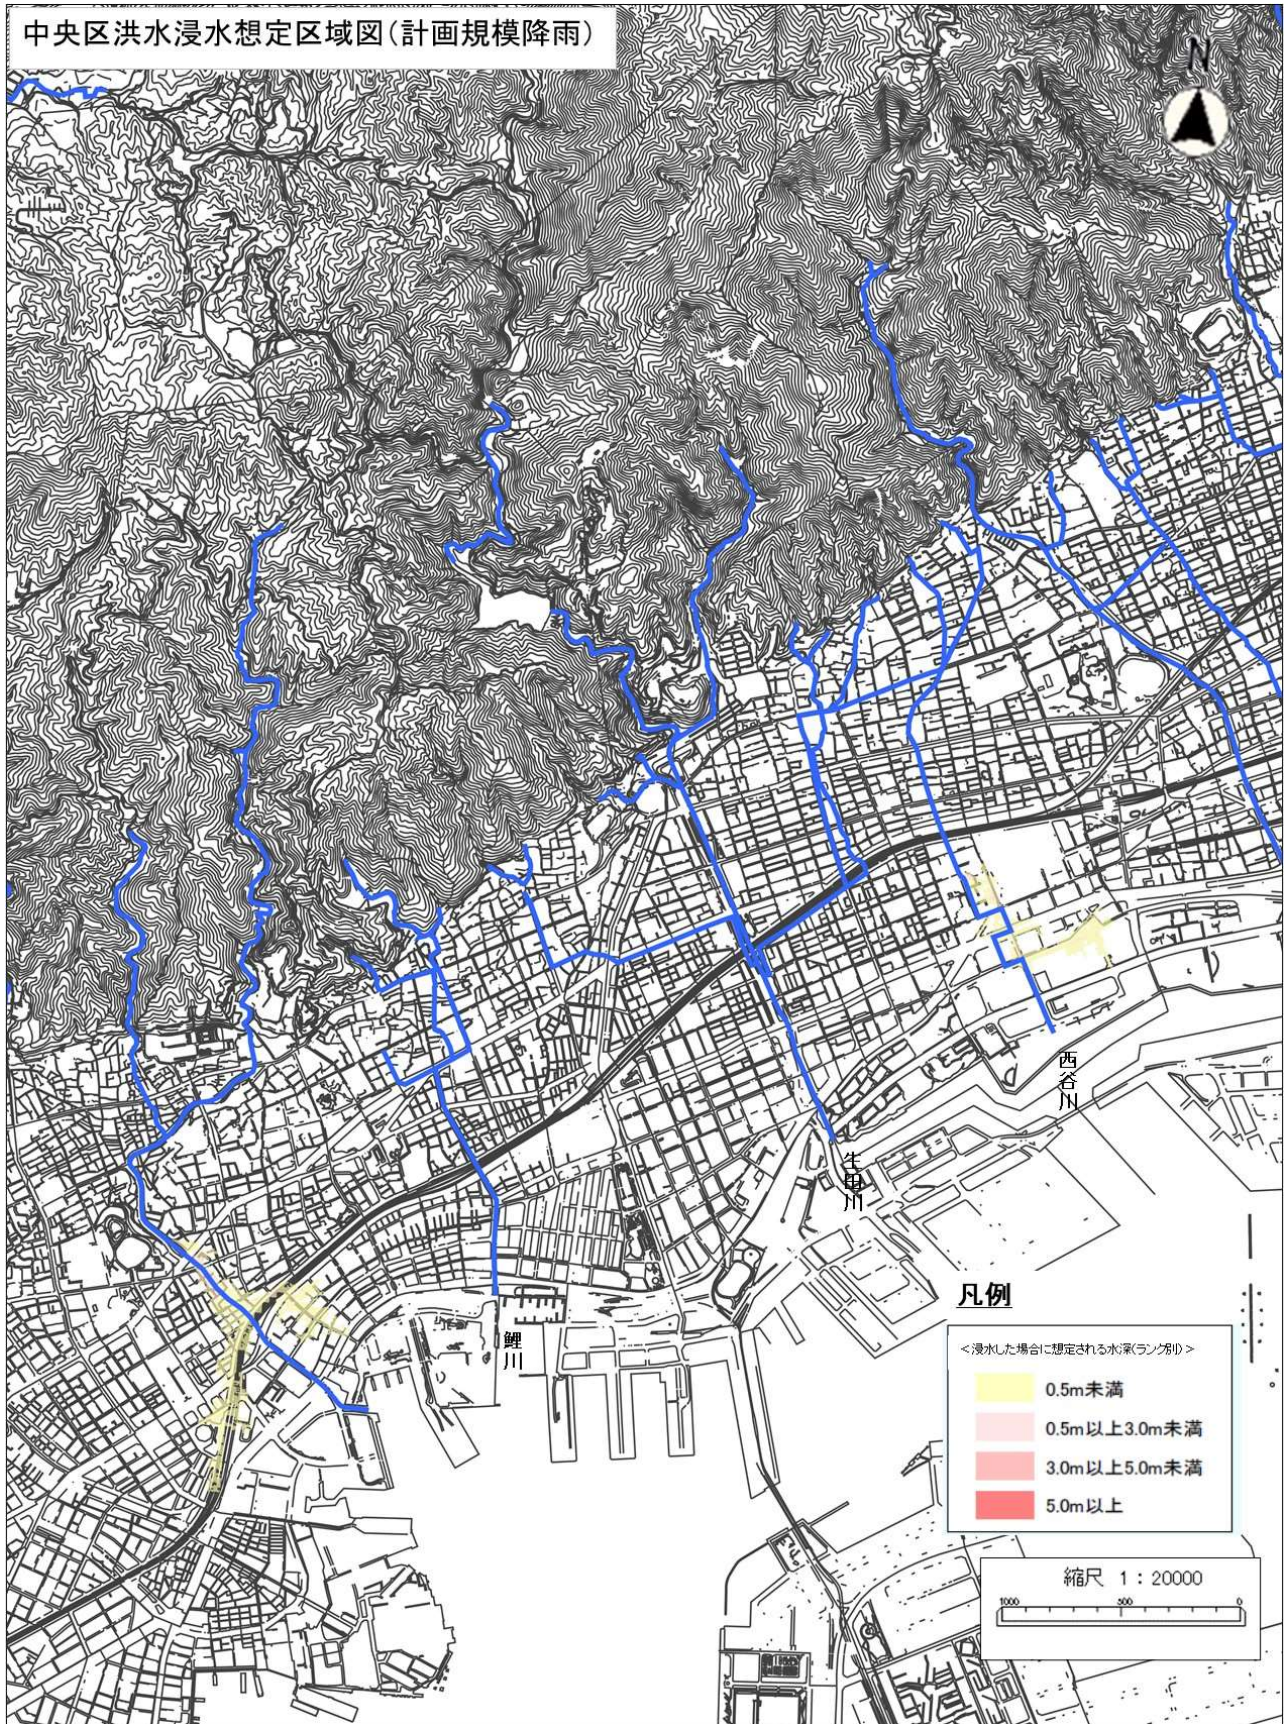 中央区洪水浸水想定区域図(計画規模降雨)
N
西谷川
生田川
鯉川
凡例
<浸水した場合に想定される水深(ランク別)>
0.5m未満
0.5m以上3.0m未満
3.0m以上5.0m未満
5.0m以上
縮尺 1:20000
1000 500 0